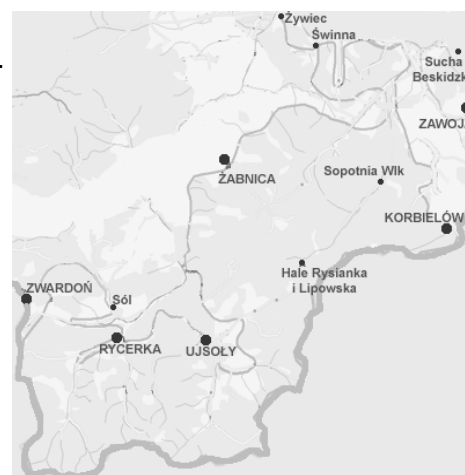 Żywiec
Świnna
Sucha
Beskidzk
ZAWOJ
ŻABNICA
Sopotnia Wlk
KORBIELÓW
Hale Rysianka
i Lipowska
ZWARDOŃ
Sól
RYCERKA
UJSOŁY